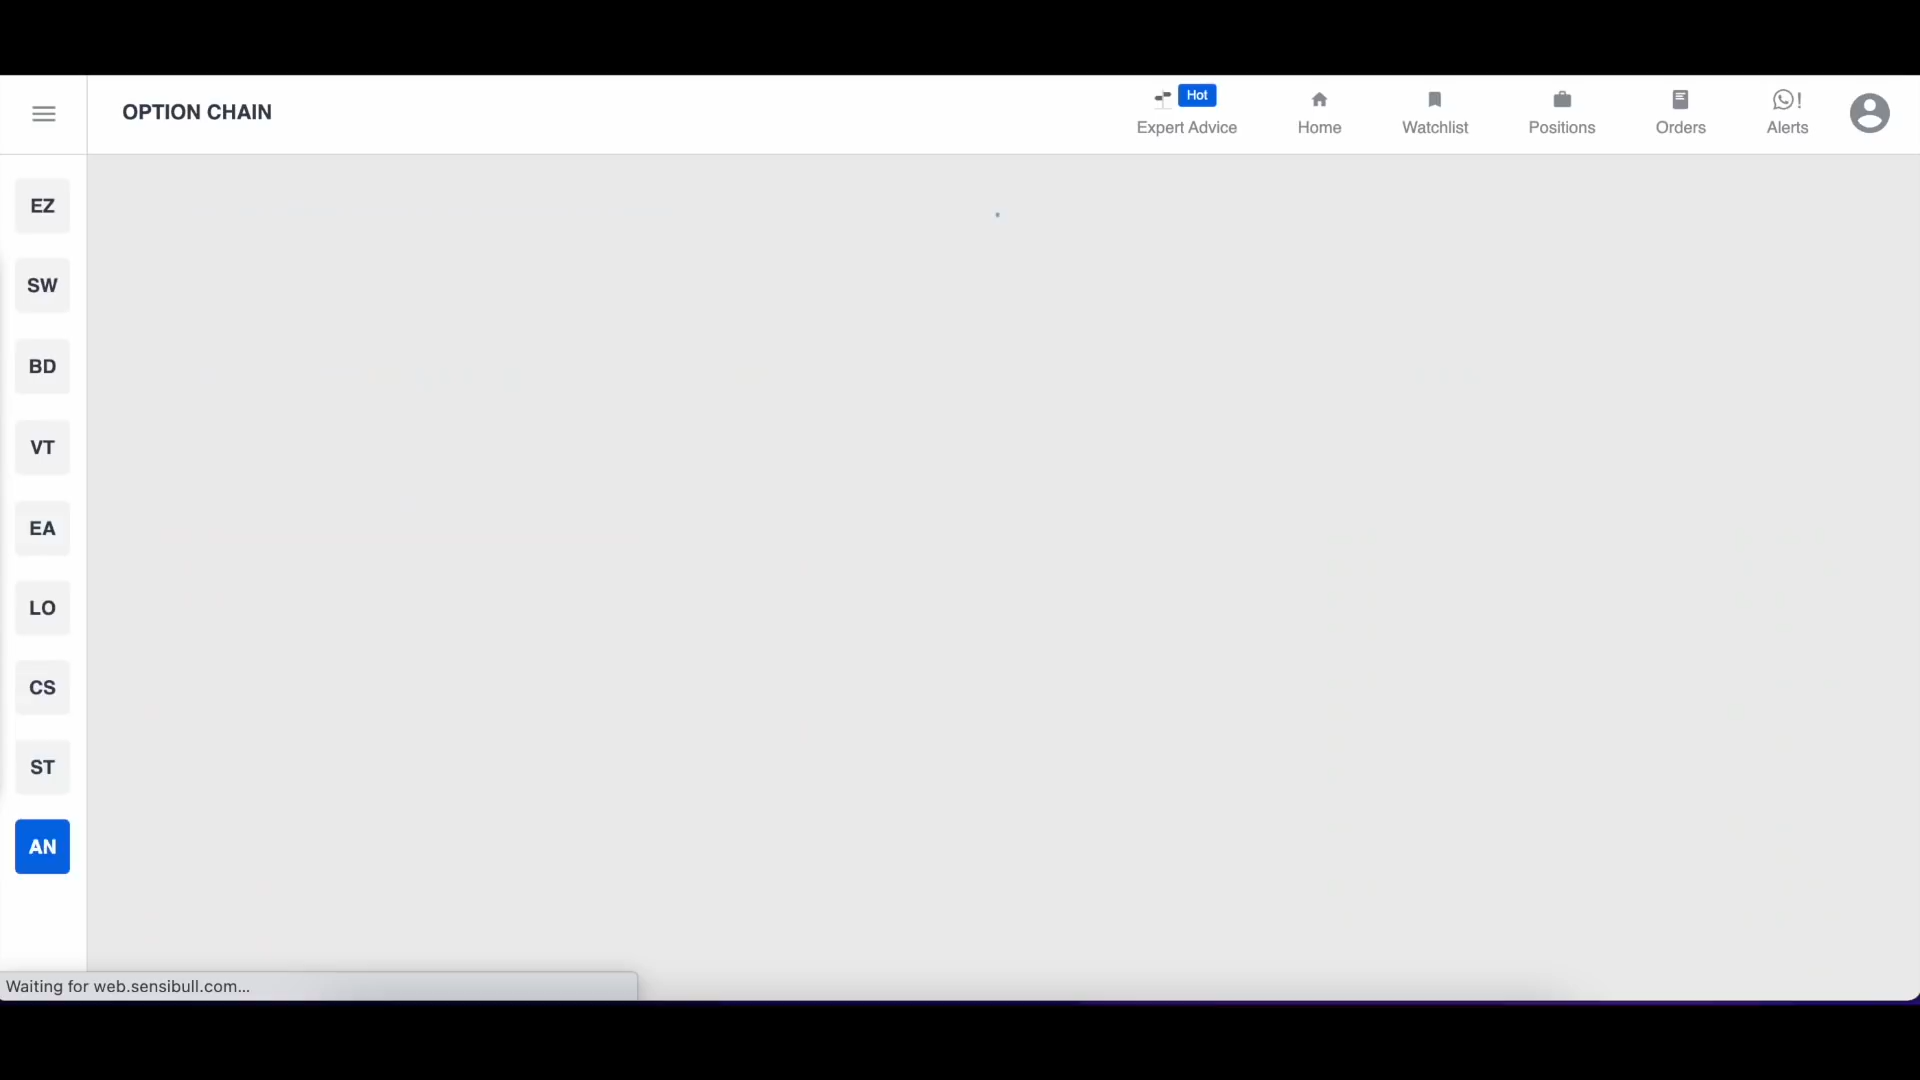 OPTION CHAIN
Hot
Expert Advice
Home
Watchlist
Positions
Orders
!
Alerts
EZ
SW
BD
VT
EA
LO
CS
ST
AN
Waiting for web.sensibull.com...